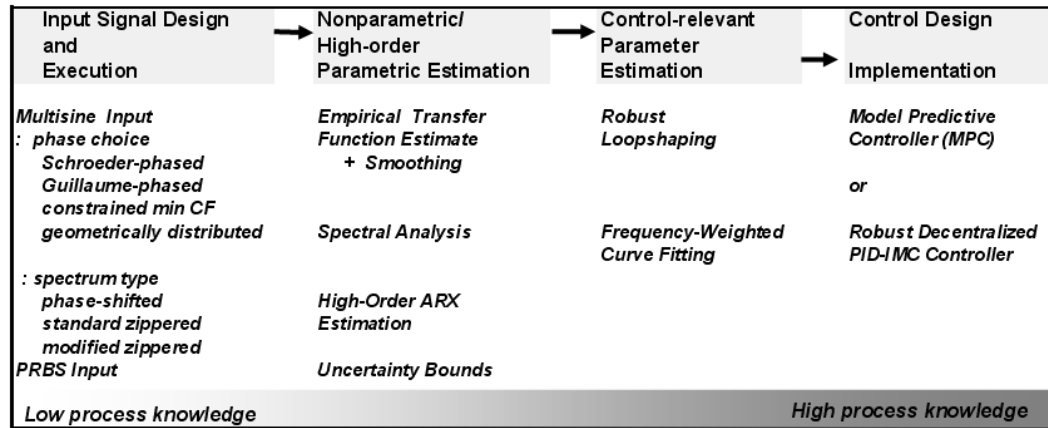 Input Signal Design
and
Execution
Nonparametric/
High-order
Parametric Estimation
Control-relevant
Parameter
Estimation
Control Design
Implementation
Multisine Input
: phase choice
Schroeder-phased
Guillaume-phased
constrained min CF
geometrically distributed
: spectrum type
phase-shifted
standard zippered
modified zippered
PRBS Input
Empirical Transfer
Function Estimate
+ Smoothing
Spectral Analysis
High-Order ARX
Estimation
Uncertainty Bounds
Robust
Loopshaping
Frequency-Weighted
Curve Fitting
Model Predictive
Controller (MPC)
or
Robust Decentralized
PID-IMC Controller
Low process knowledge
High process knowledge